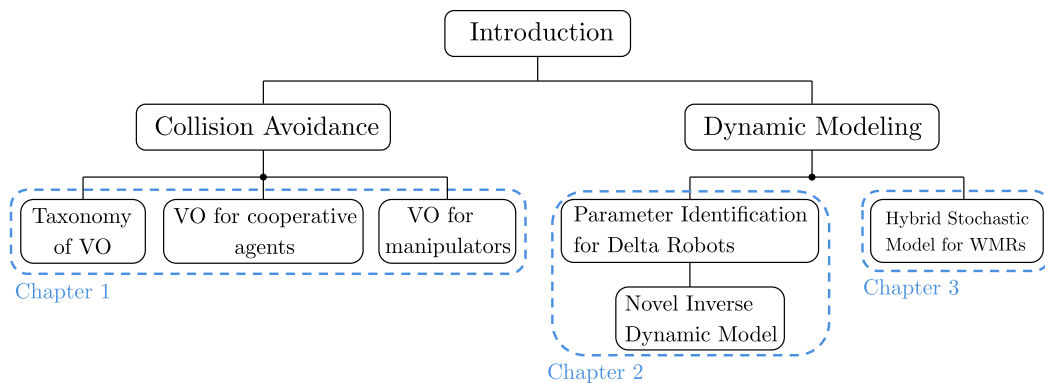 Introduction
Collision Avoidance
Dynamic Modeling
Taxonomy
of VO
VO for cooperative
agents
VO for
manipulators
Chapter 1
Parameter Identification
for Delta Robots
Novel Inverse
Dynamic Model
Chapter 2
Hybrid Stochastic
Model for WMRs
Chapter 3